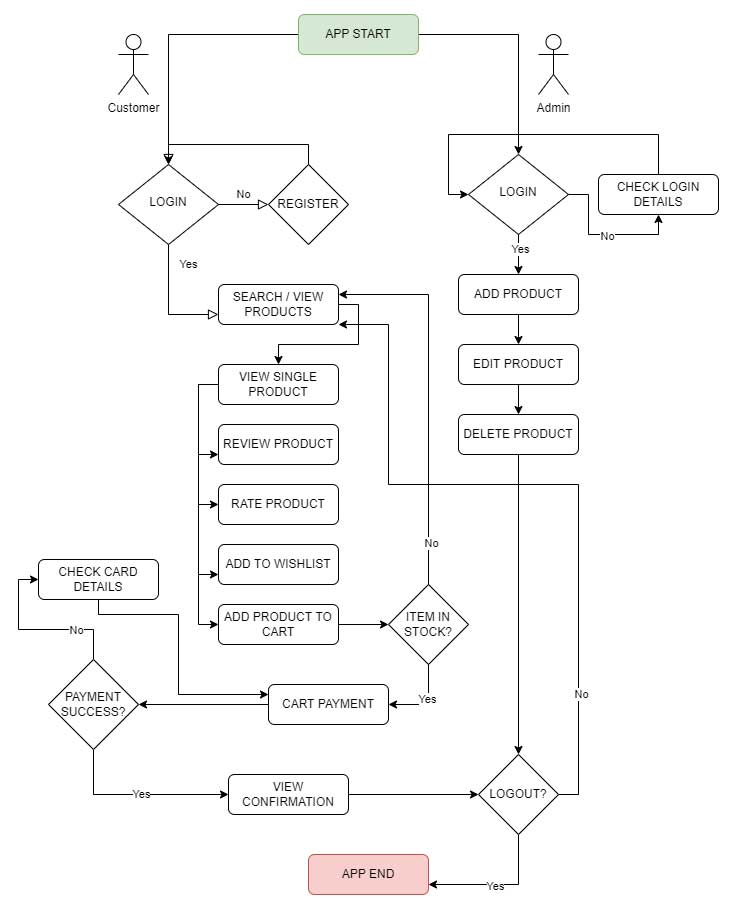 APP START
Customer
Admin
LOGIN
No
REGISTER
Yes
LOGIN
CHECK LOGIN
DETAILS
No
Yes
SEARCH / VIEW
PRODUCTS
ADD PRODUCT
VIEW SINGLE
PRODUCT
EDIT PRODUCT
REVIEW PRODUCT
DELETE PRODUCT
RATE PRODUCT
No
ADD TO WISHLIST
CHECK CARD
DETAILS
ADD PRODUCT TO
CART
ITEM IN
STOCK?
No
PAYMENT
SUCCESS?
CART PAYMENT
Yes
No
Yes
VIEW
CONFIRMATION
LOGOUT?
APP END
Yes